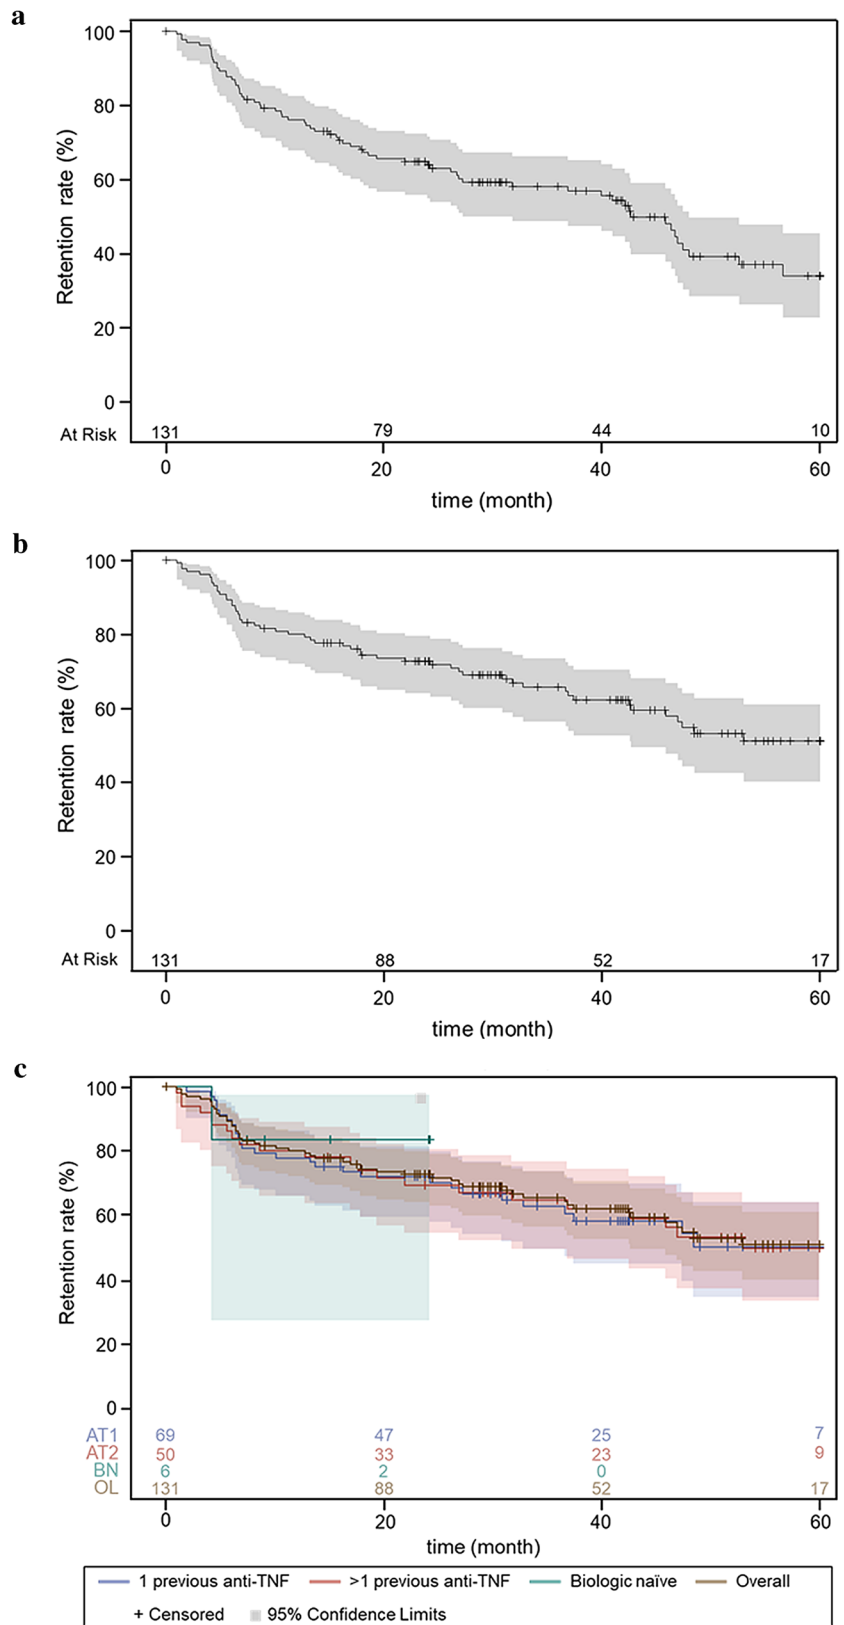 a
Retention rate (%)
100
80
60
40
20
0
At Risk 131 79 44 10
0 20 40 60
time (month)
b
Retention rate (%)
100
80
60
40
20
0
At Risk 131 88 52 17
0 20 40 60
time (month)
c
Retention rate (%)
100
80
60
40
20
0
AT1 69 47 25 7
AT2 50 33 23 9
BN 6 2 0
OL 131 88 52 17
0 20 40 60
time (month)
1 previous anti-TNF >1 previous anti-TNF Biologic naïve Overall
+ Censored 95% Confidence Limits